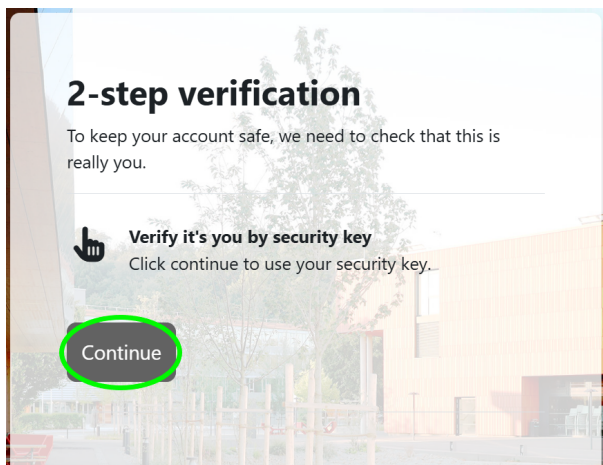 2-step verification
To keep your account safe, we need to check that this is
really you.
Verify it's you by security key
Click continue to use your security key.
Continue